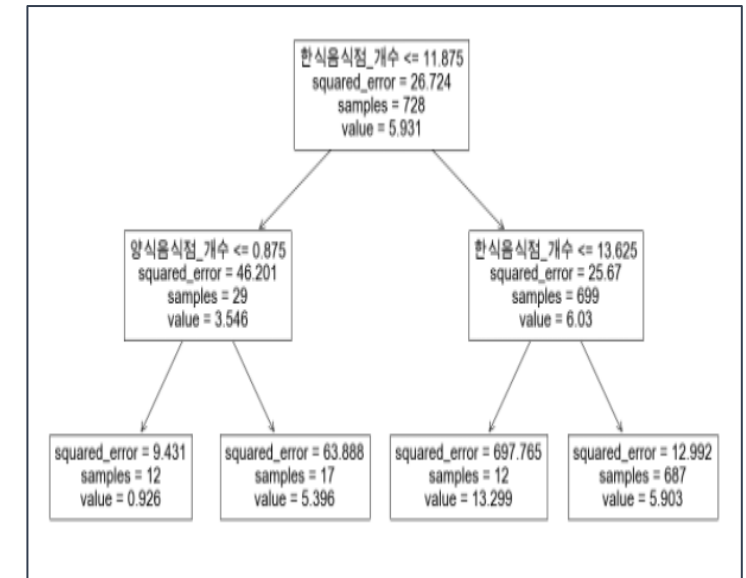 한식음식점_개수 <= 11.875
squared_error = 26.724
samples = 728
value = 5.931
양식음식점_개수 <= 0.875
squared_error = 46.201
samples = 29
value = 3.546
한식음식점_개수 <= 13.625
squared_error = 25.67
samples = 699
value = 6.03
squared_error = 9.431
samples = 12
value = 0.926
squared_error = 63.888
samples = 17
value = 5.396
squared_error = 697.765
samples = 12
value = 13.299
squared_error = 12.992
samples = 687
value = 5.903